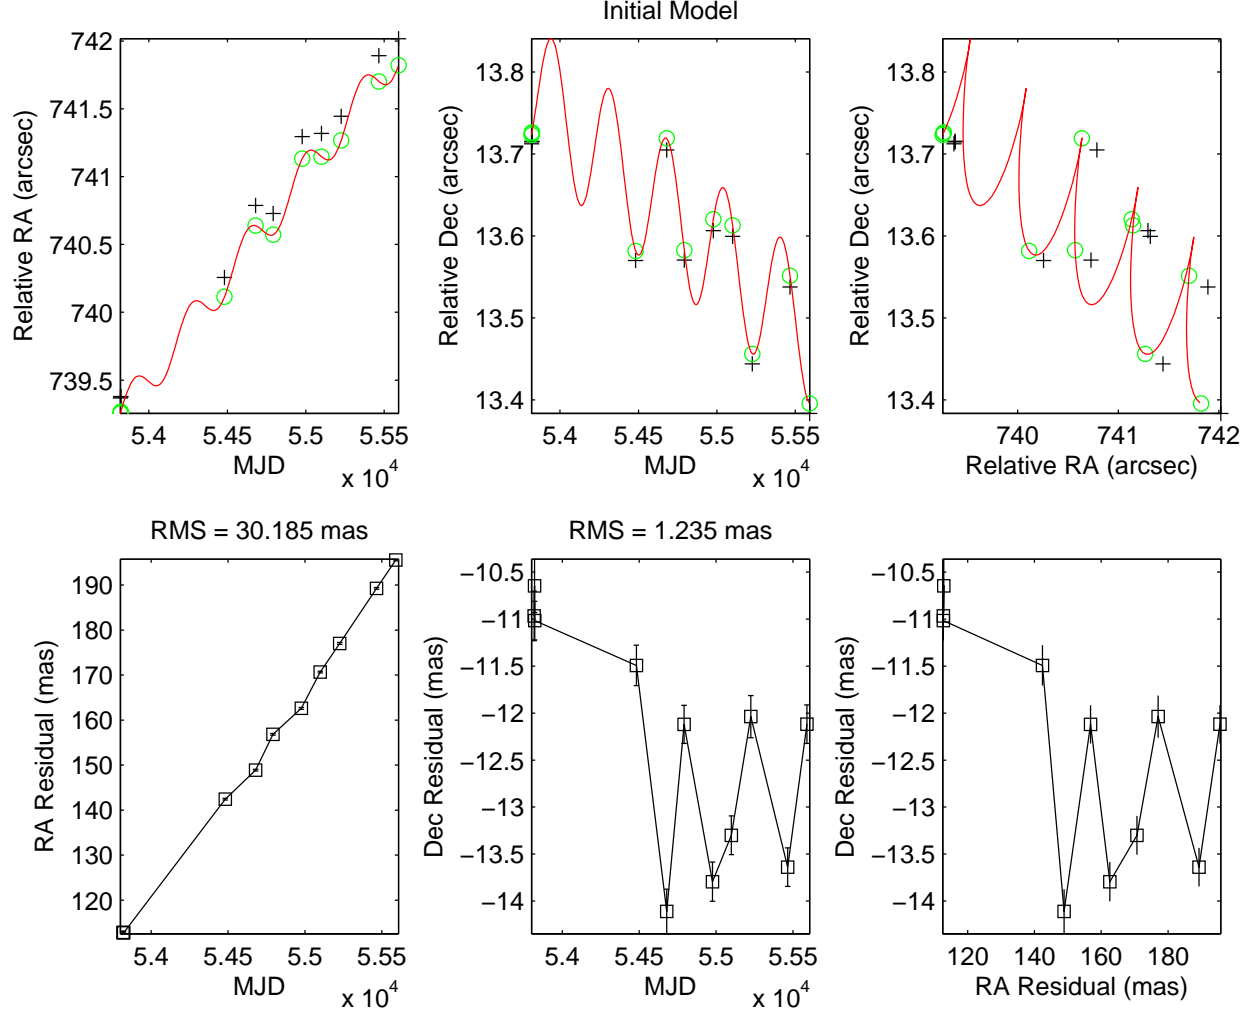 Initial Model
742
741.5
741
740.5
740
739.5
Relative RA (arcsec)
5.4 5.45 5.5 5.55
MJD
x 10^4
13.8
13.7
13.6
13.5
13.4
Relative Dec (arcsec)
5.4 5.45 5.5 5.55
MJD
x 10^4
13.8
13.7
13.6
13.5
13.4
Relative Dec (arcsec)
740 741 742
Relative RA (arcsec)
RMS = 30.185 mas
190
180
170
160
150
140
130
120
RA Residual (mas)
5.4 5.45 5.5 5.55
MJD
x 10^4
RMS = 1.235 mas
−10.5
−11
−11.5
−12
−12.5
−13
−13.5
−14
Dec Residual (mas)
5.4 5.45 5.5 5.55
MJD
x 10^4
−10.5
−11
−11.5
−12
−12.5
−13
−13.5
−14
Dec Residual (mas)
120 140 160 180
RA Residual (mas)